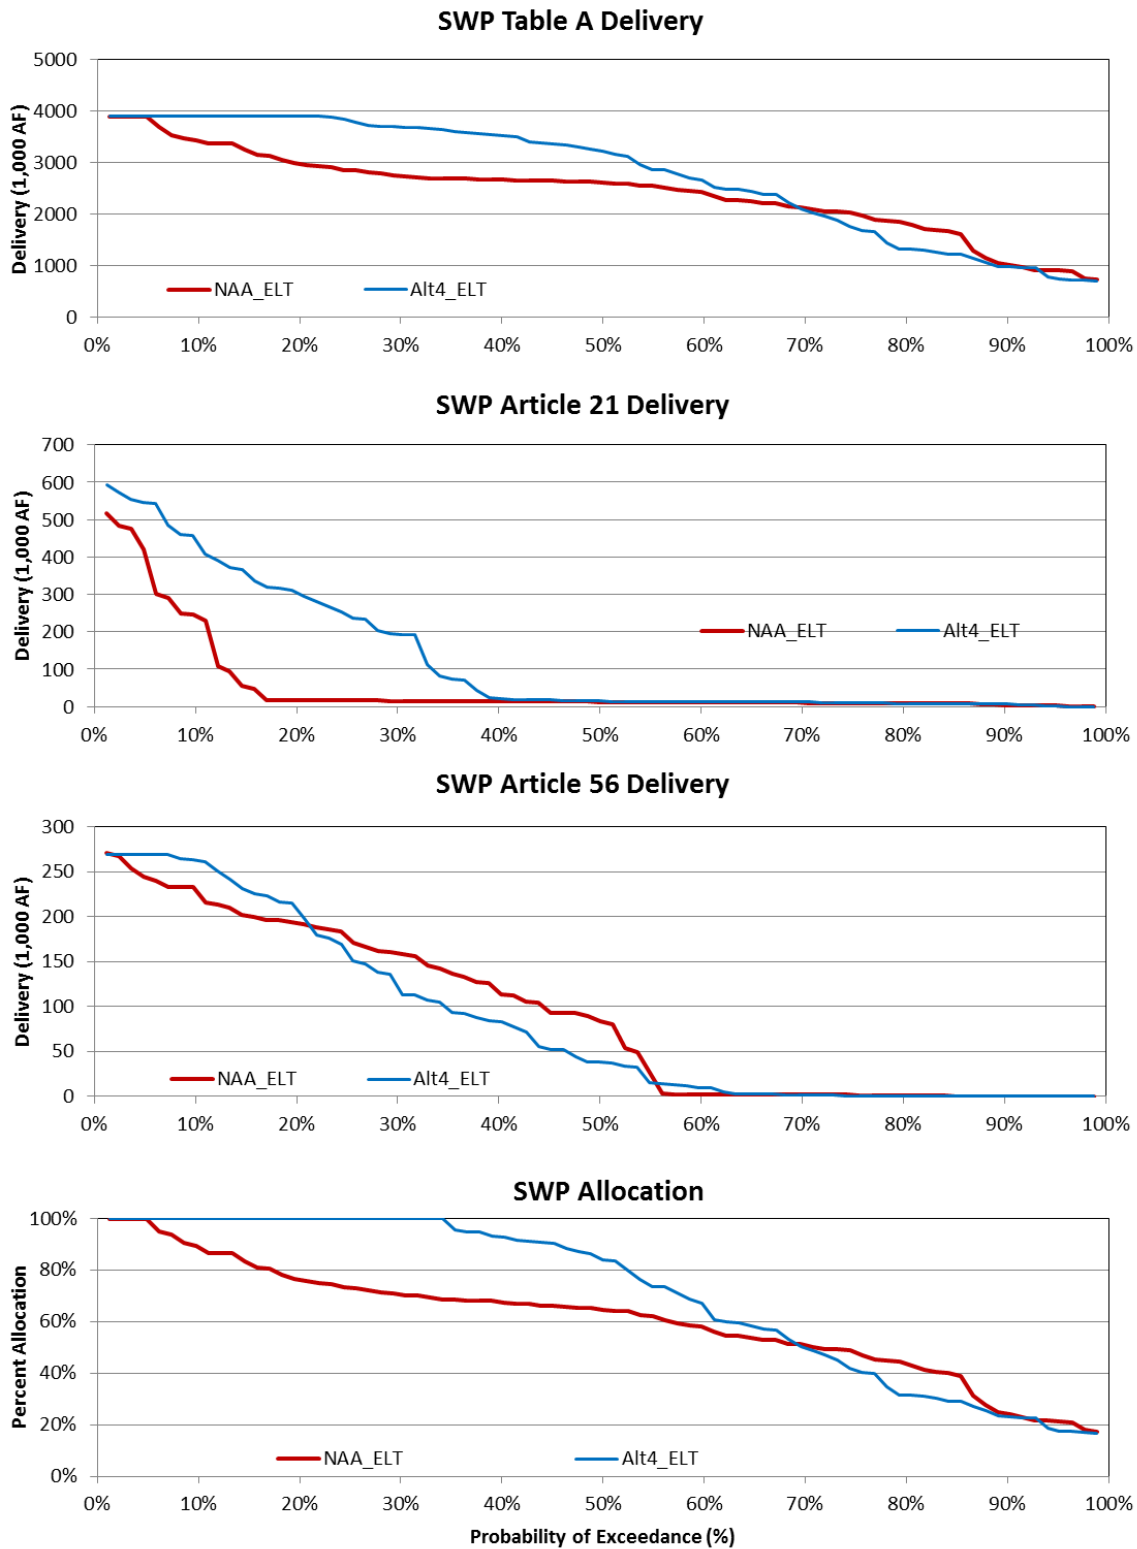 SWP Table A Delivery
Delivery (1,000 AF)
5000
4000
3000
2000
1000
0
NAA_ELT Alt4_ELT
0% 10% 20% 30% 40% 50% 60% 70% 80% 90% 100%
SWP Article 21 Delivery
Delivery (1,000 AF)
700
600
500
400
300
200
100
0
NAA_ELT Alt4_ELT
0% 10% 20% 30% 40% 50% 60% 70% 80% 90% 100%
SWP Article 56 Delivery
Delivery (1,000 AF)
300
250
200
150
100
50
0
NAA_ELT Alt4_ELT
0% 10% 20% 30% 40% 50% 60% 70% 80% 90% 100%
SWP Allocation
Percent Allocation
100%
80%
60%
40%
20%
0%
NAA_ELT Alt4_ELT
0% 10% 20% 30% 40% 50% 60% 70% 80% 90% 100%
Probability of Exceedance (%)